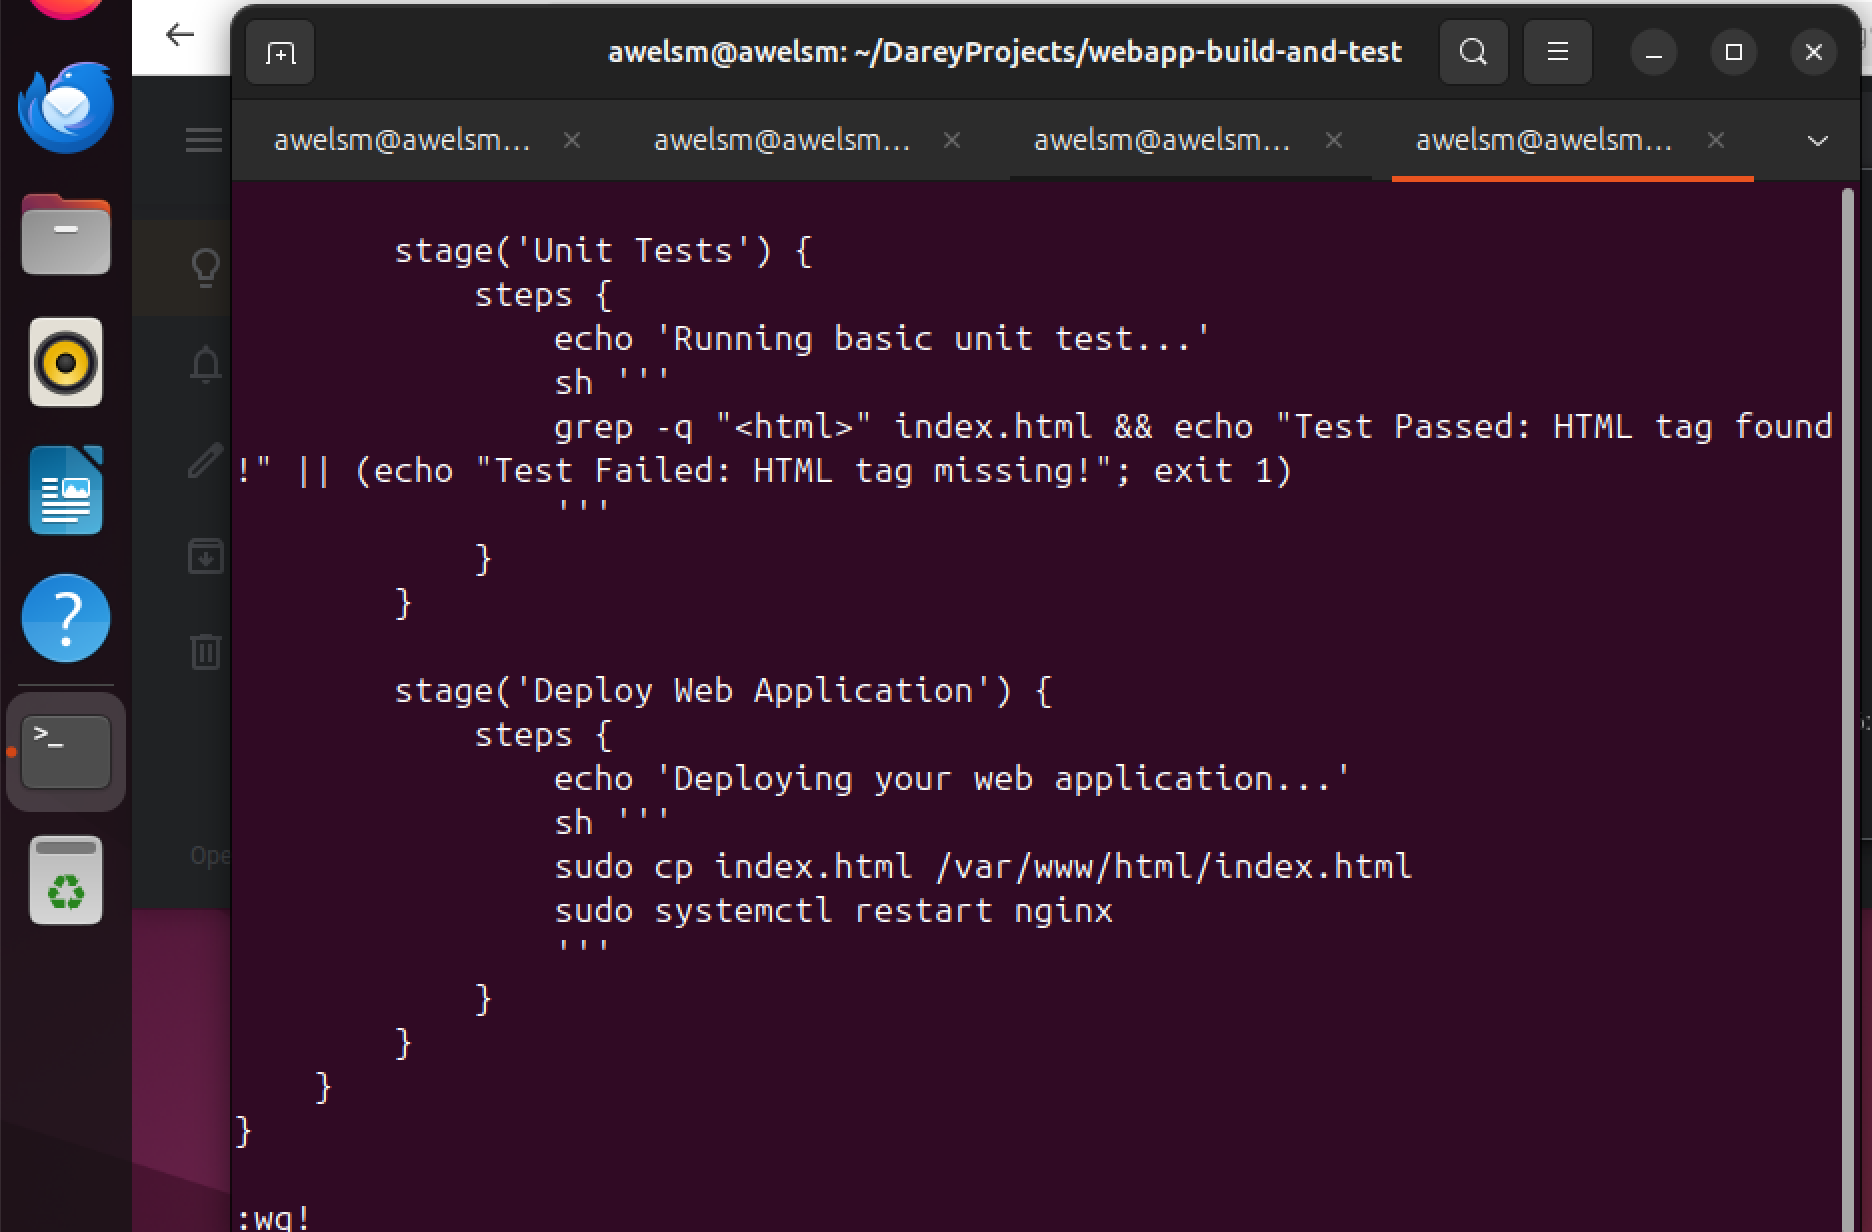 awelsm@awelsm: ~/DareyProjects/webapp-build-and-test
awelsm@awelsm... awelsm@awelsm... awelsm@awelsm... awelsm@awelsm...
stage('Unit Tests') {
steps {
echo 'Running basic unit test...'
sh '''
grep -q "<html>" index.html && echo "Test Passed: HTML tag found
!" || (echo "Test Failed: HTML tag missing!"; exit 1)
'''
}
}
stage('Deploy Web Application') {
steps {
echo 'Deploying your web application...'
sh '''
sudo cp index.html /var/www/html/index.html
sudo systemctl restart nginx
'''
}
}
}
}
:wq!
Ope